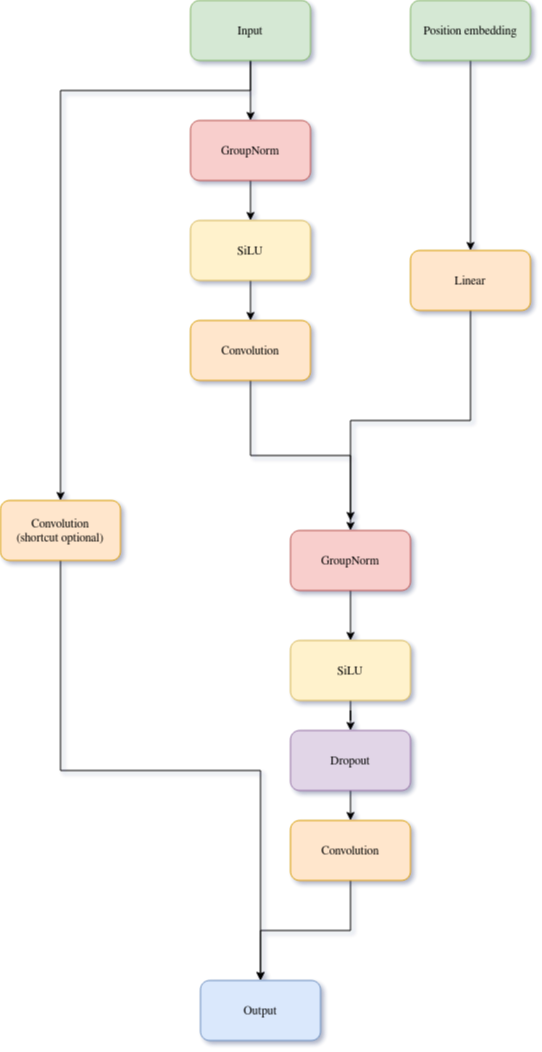 Input
Position embedding
GroupNorm
SiLU
Linear
Convolution
Convolution
(shortcut optional)
GroupNorm
SiLU
Dropout
Convolution
Output